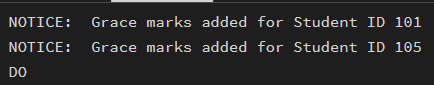 NOTICE:  Grace marks added for Student ID 101
NOTICE:  Grace marks added for Student ID 105
DO